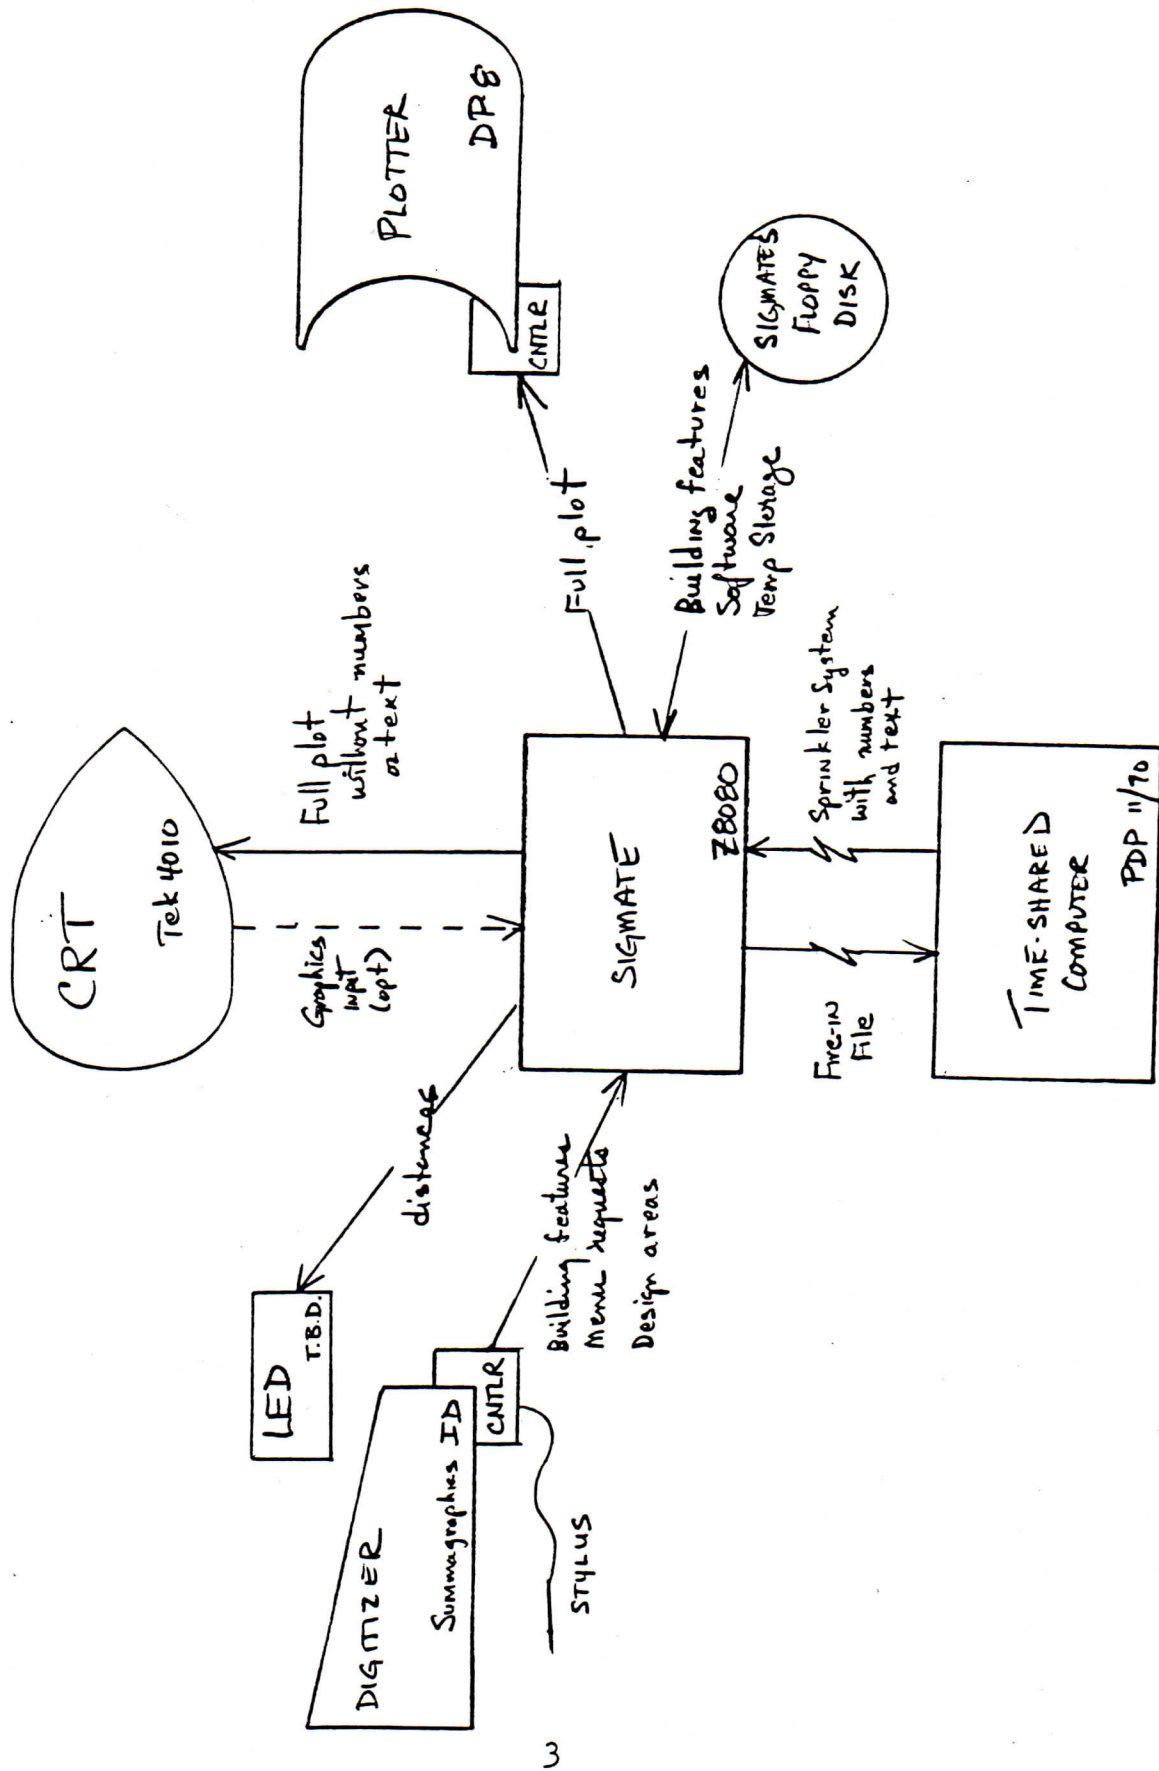 CRT
Tek 4010
Graphics
input
(opt)
Full plot
without numbers
or text
LED
T.B.D.
distances
PLOTTER
DP8
CNTLR
Full plot
DIGITIZER
Summagraphics ID
CNTLR
STYLUS
Building features
Menu requests
Design areas
SIGMATE
Z8080
Building features
Software
Temp Storage
SIGMATES
FLOPPY
DISK
Fire-IN
File
Sprinkler System
with numbers
and text
TIME-SHARED
COMPUTER
PDP 11/70
3